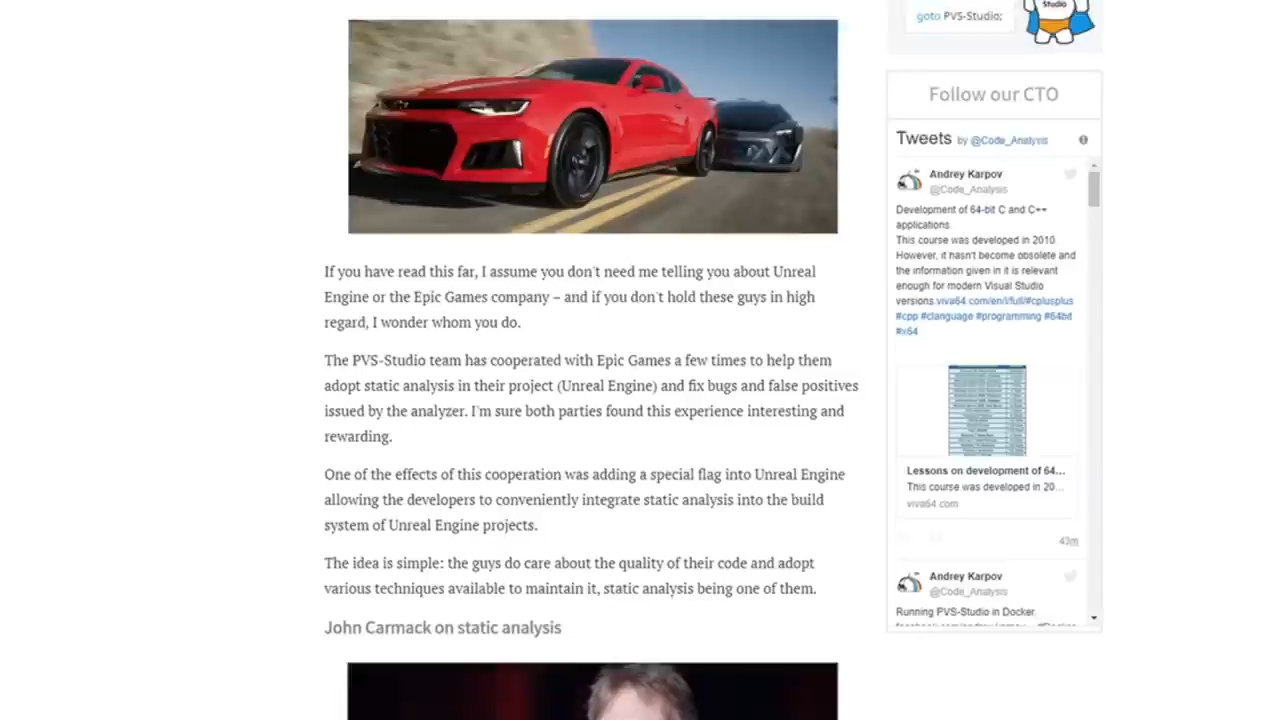 Studio
goto PVS-Studio;
If you have read this far, I assume you don't need me telling you about Unreal
Engine or the Epic Games company – and if you don't hold these guys in high
regard, I wonder whom you do.
The PVS-Studio team has cooperated with Epic Games a few times to help them
adopt static analysis in their project (Unreal Engine) and fix bugs and false positives
issued by the analyzer. I'm sure both parties found this experience interesting and
rewarding.
One of the effects of this cooperation was adding a special flag into Unreal Engine
allowing the developers to conveniently integrate static analysis into the build
system of Unreal Engine projects.
The idea is simple: the guys do care about the quality of their code and adopt
various techniques available to maintain it, static analysis being one of them.
John Carmack on static analysis
Follow our CTO
Tweets by @Code_Analysis
Andrey Karpov
@Code_Analysis
Development of 64-bit C and C++
applications
This course was developed in 2010
However, it hasn't become obsolete and
the information given in it is relevant
enough for modern Visual Studio
versions.viva64.com/en/l/full/#cplusplus
#cpp #clanguage #programming #64bit
#x64
Lessons on development of 64...
This course was developed in 20...
viva64.com
43m
Andrey Karpov
@Code_Analysis
Running PVS-Studio in Docker.